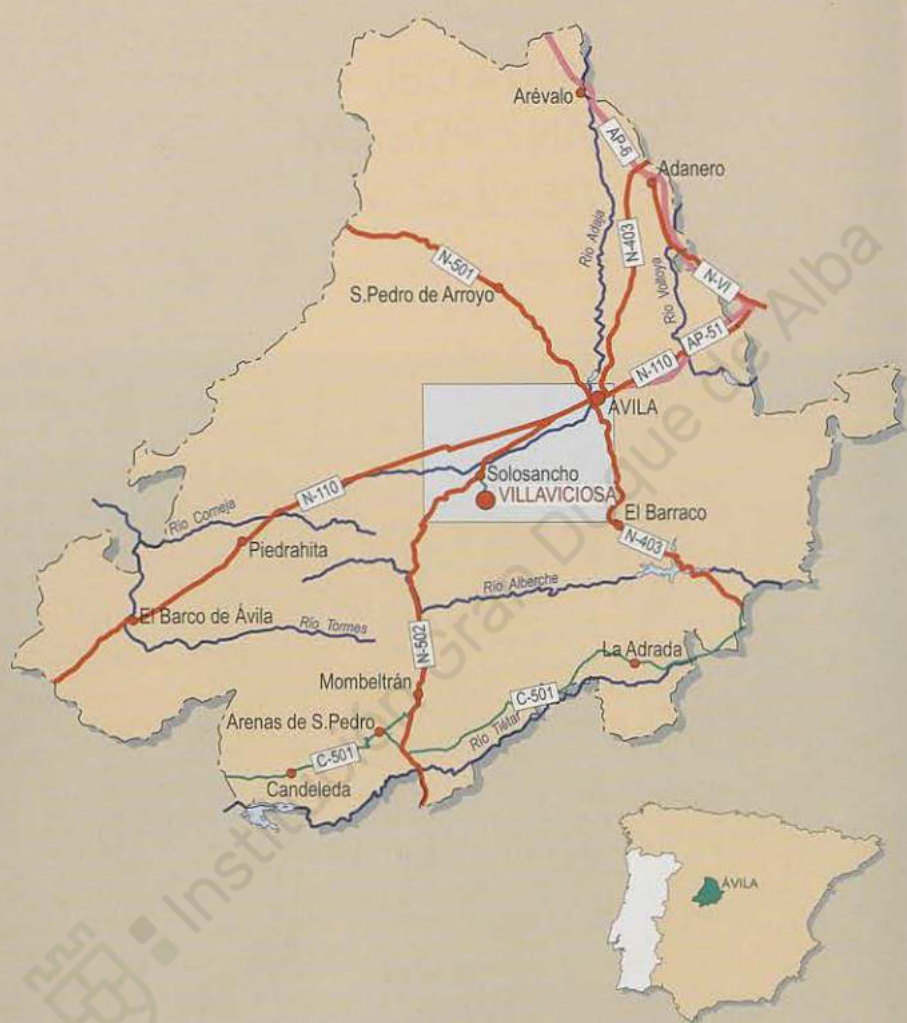 Arévalo
AP-6
Adanero
Río Adaja
N-403
N-501
Río Voltoya
N-VI
S.Pedro de Arroyo
AP-51
N-110
ÁVILA
Solosancho
VILLAVICIOSA
N-110
El Barraco
Río Corneja
N-403
Piedrahita
Río Alberche
El Barco de Ávila
Río Tormes
N-502
La Adrada
Mombeltrán
C-501
Arenas de S.Pedro
Río Tiétar
C-501
Candeleda
ÁVILA
Institución Gran Duque de Alba